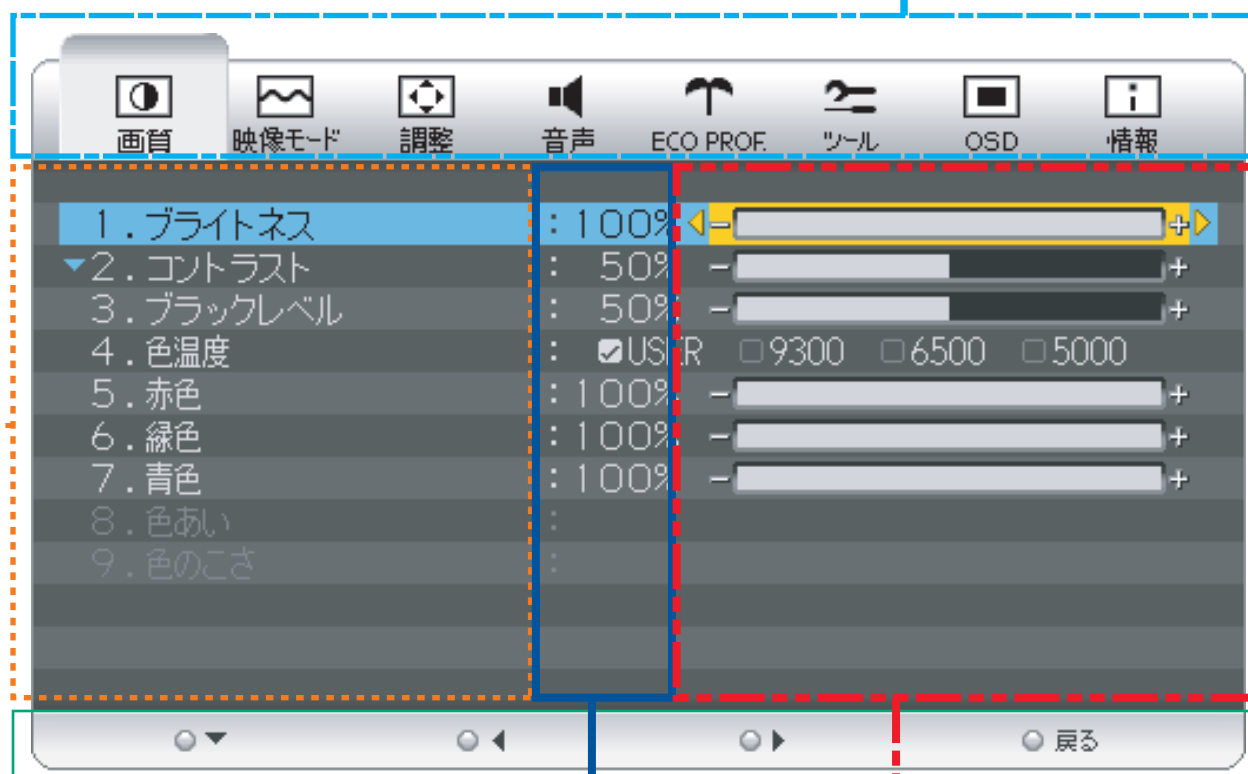 画質 映像モード 調整 音声 ECO PROF. ツール OSD 情報
1.ブライトネス :100% - +
2.コントラスト : 50% - +
3.ブラックレベル : 50% - +
4.色温度 : USER 9300 6500 5000
5.赤色 :100% - +
6.緑色 :100% - +
7.青色 :100% - +
8.色あい :
9.色のこさ :
戻る